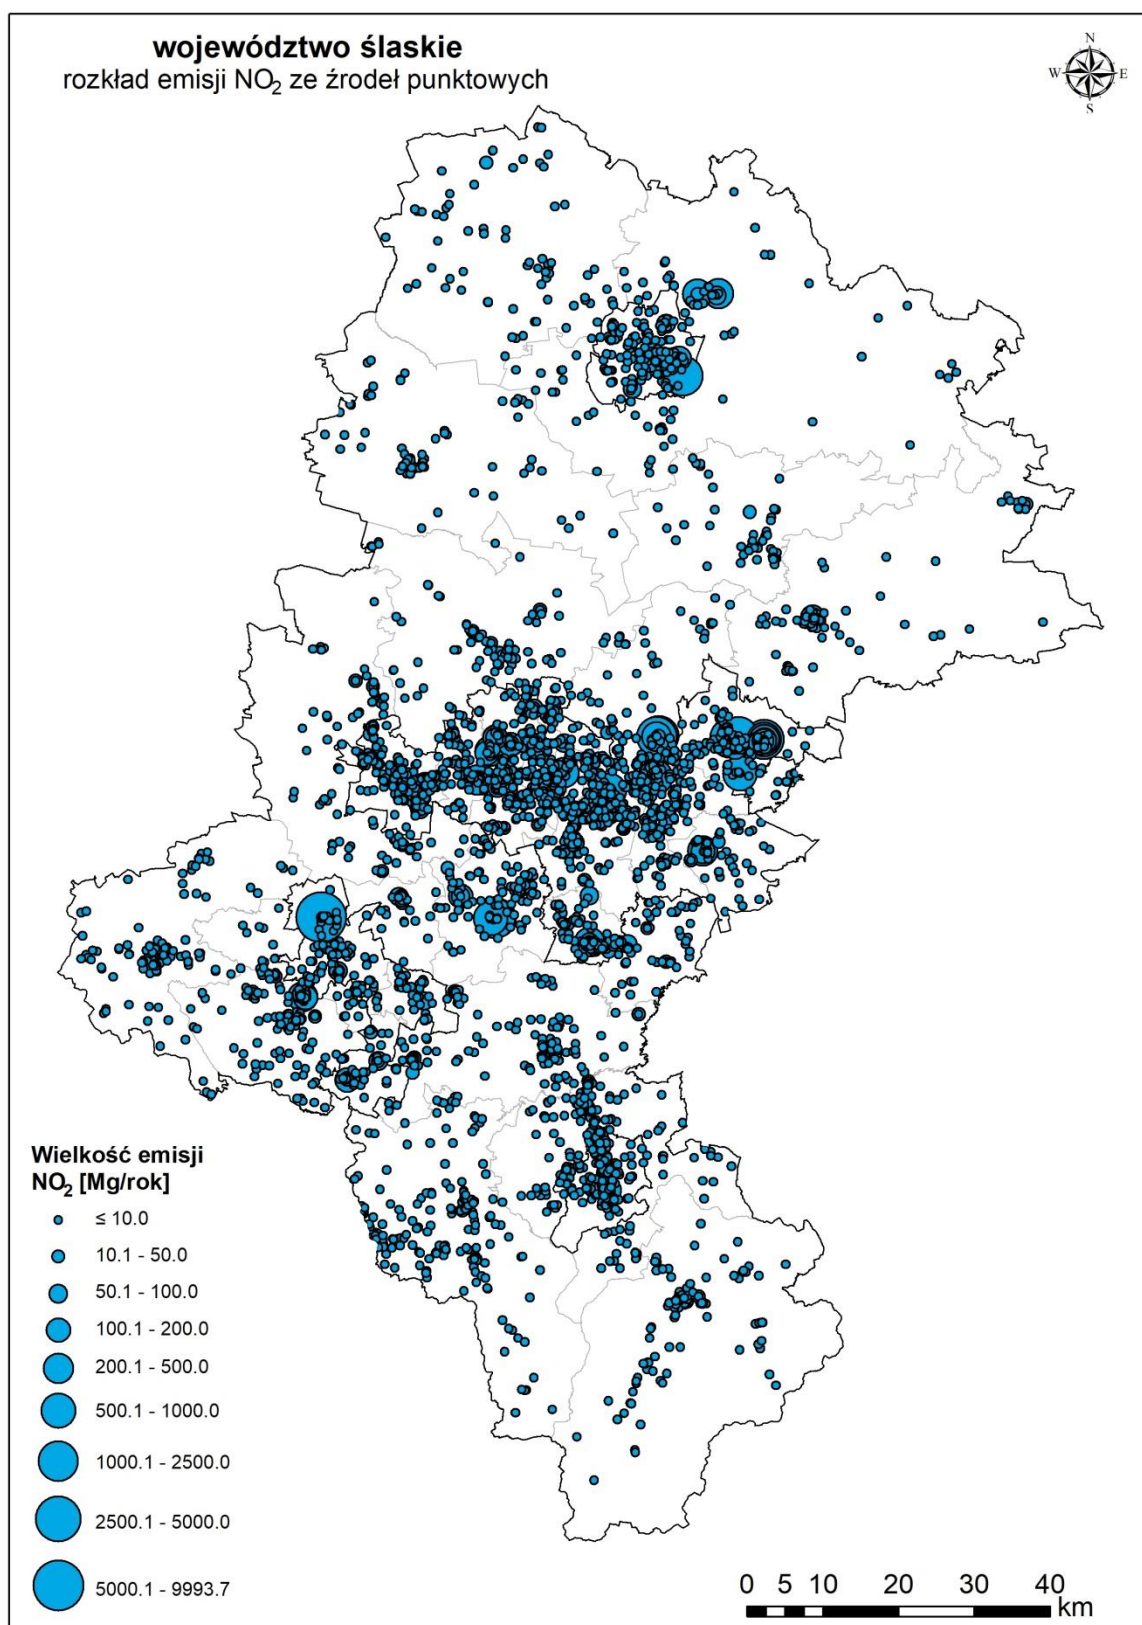 województwo ślaskie
rozkład emisji NO₂ ze źrodeł punktowych
N
W E
S
Wielkość emisji
NO₂ [Mg/rok]
≤ 10.0
10.1 - 50.0
50.1 - 100.0
100.1 - 200.0
200.1 - 500.0
500.1 - 1000.0
1000.1 - 2500.0
2500.1 - 5000.0
5000.1 - 9993.7
0 5 10 20 30 40
km